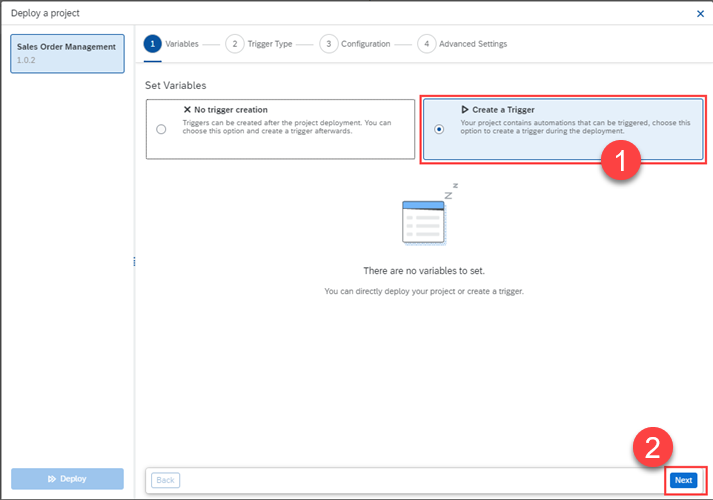 Deploy a project
Sales Order Management
1.0.2
1 Variables 2 Trigger Type 3 Configuration 4 Advanced Settings
Set Variables
No trigger creation
Triggers can be created after the project deployment. You can
choose this option and create a trigger afterwards.
Create a Trigger
Your project contains automations that can be triggered, choose this
option to create a trigger during the deployment.
1
Z z
There are no variables to set.
You can directly deploy your project or create a trigger.
2
Deploy
Back
Next